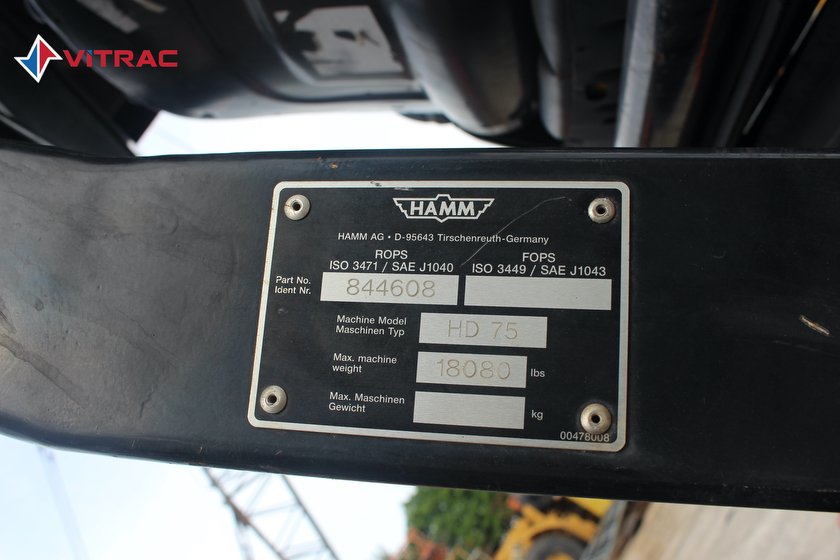 ViTRAC
HAMM
HAMM AG • D-95643 Tirschenreuth-Germany
ROPS FOPS
ISO 3471 / SAE J1040 ISO 3449 / SAE J1043
Part No.
Ident Nr. 844608
Machine Model
Maschinen Typ HD 75
Max. machine
weight 18080 lbs
Max. Maschinen
Gewicht kg
00478008